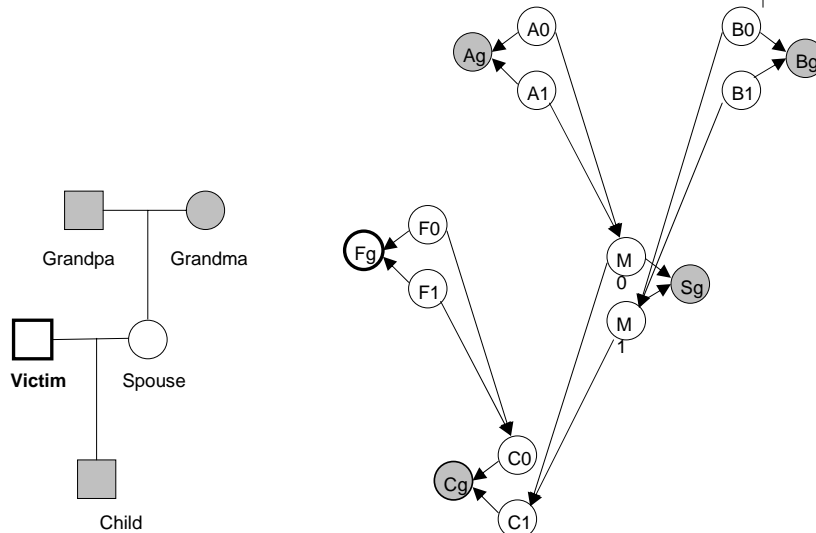 A0
B0
Ag
Bg
A1
B1
Grandpa
Grandma
F0
Fg
F1
M
0
Sg
M
1
Victim
Spouse
C0
Cg
C1
Child